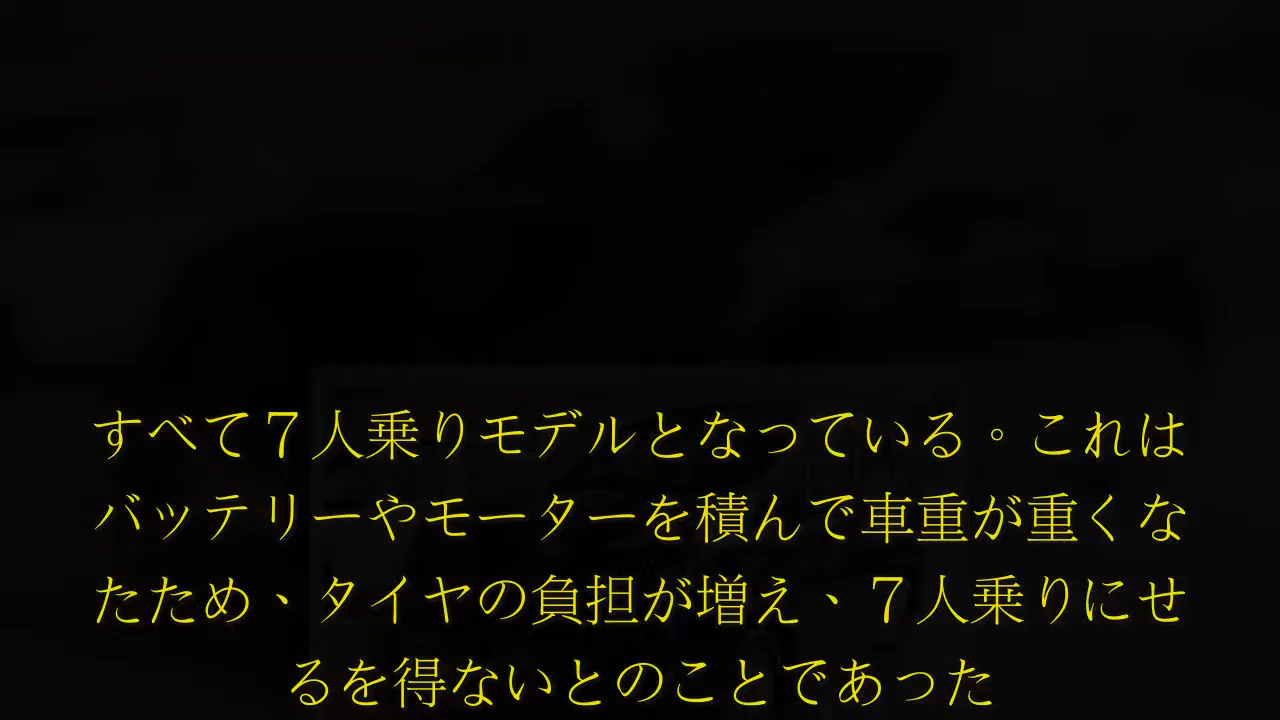 すべて７人乗りモデルとなっている。これは
バッテリーやモーターを積んで車重が重くな
たため、タイヤの負担が増え、７人乗りにせ
るを得ないとのことであった